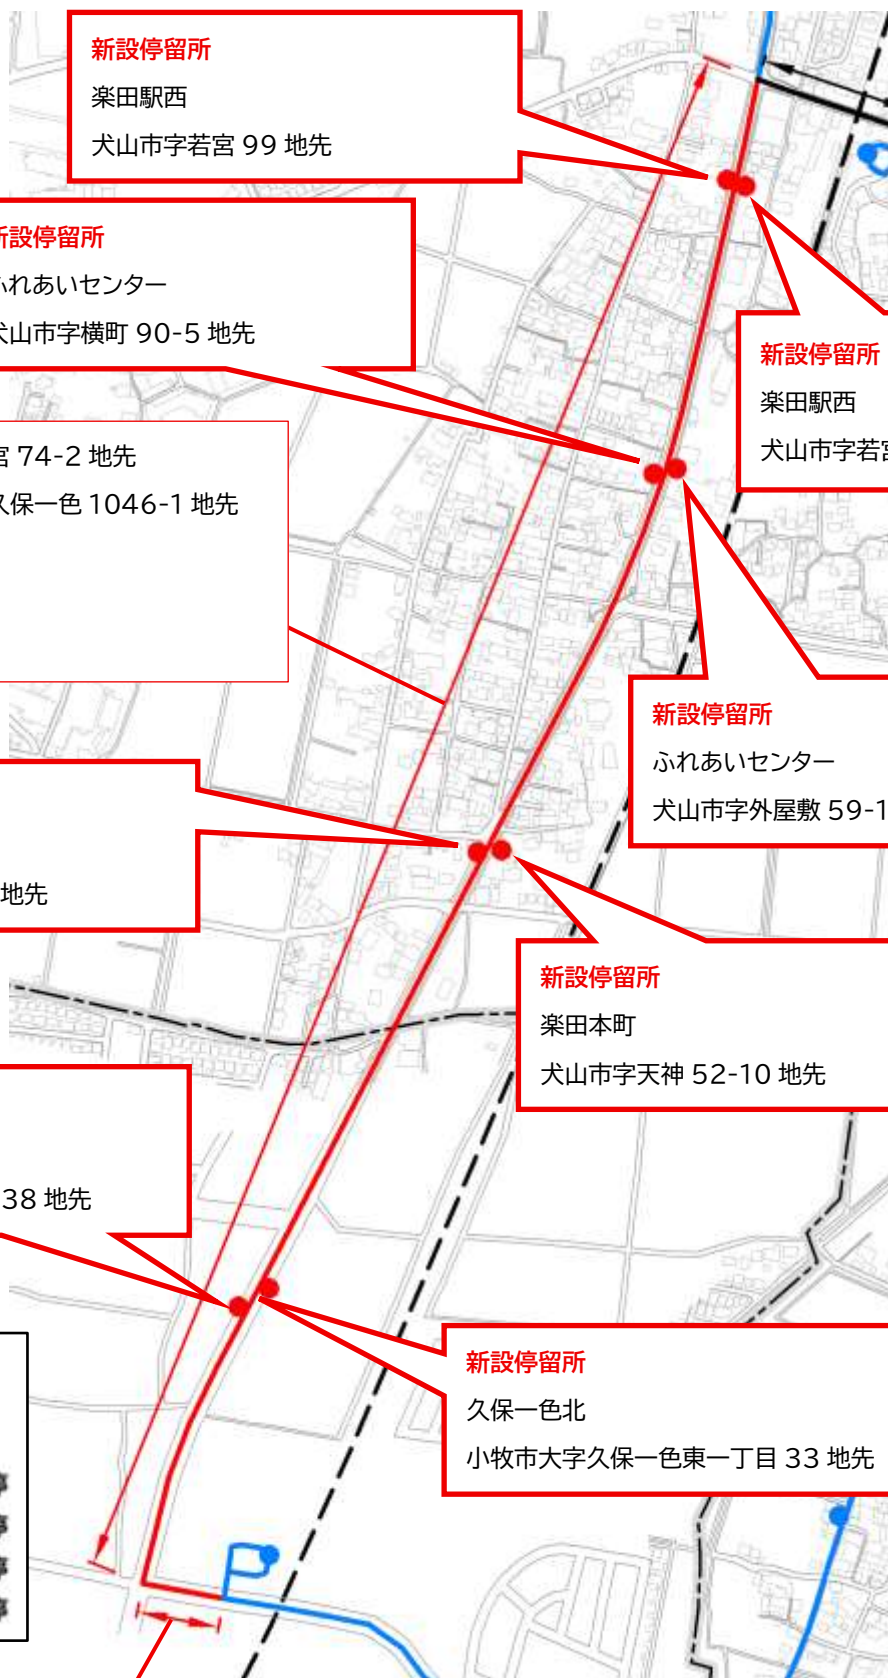 新設停留所
楽田駅西
犬山市字若宮 99 地先
新設停留所
ふれあいセンター
犬山市字横町 90-5 地先
新設停留所
楽田駅西
犬山市字若宮
宮 74-2 地先
久保一色 1046-1 地先
新設停留所
ふれあいセンター
犬山市字外屋敷 59-1
地先
新設停留所
楽田本町
犬山市字天神 52-10 地先
38 地先
新設停留所
久保一色北
小牧市大字久保一色東一丁目 33 地先